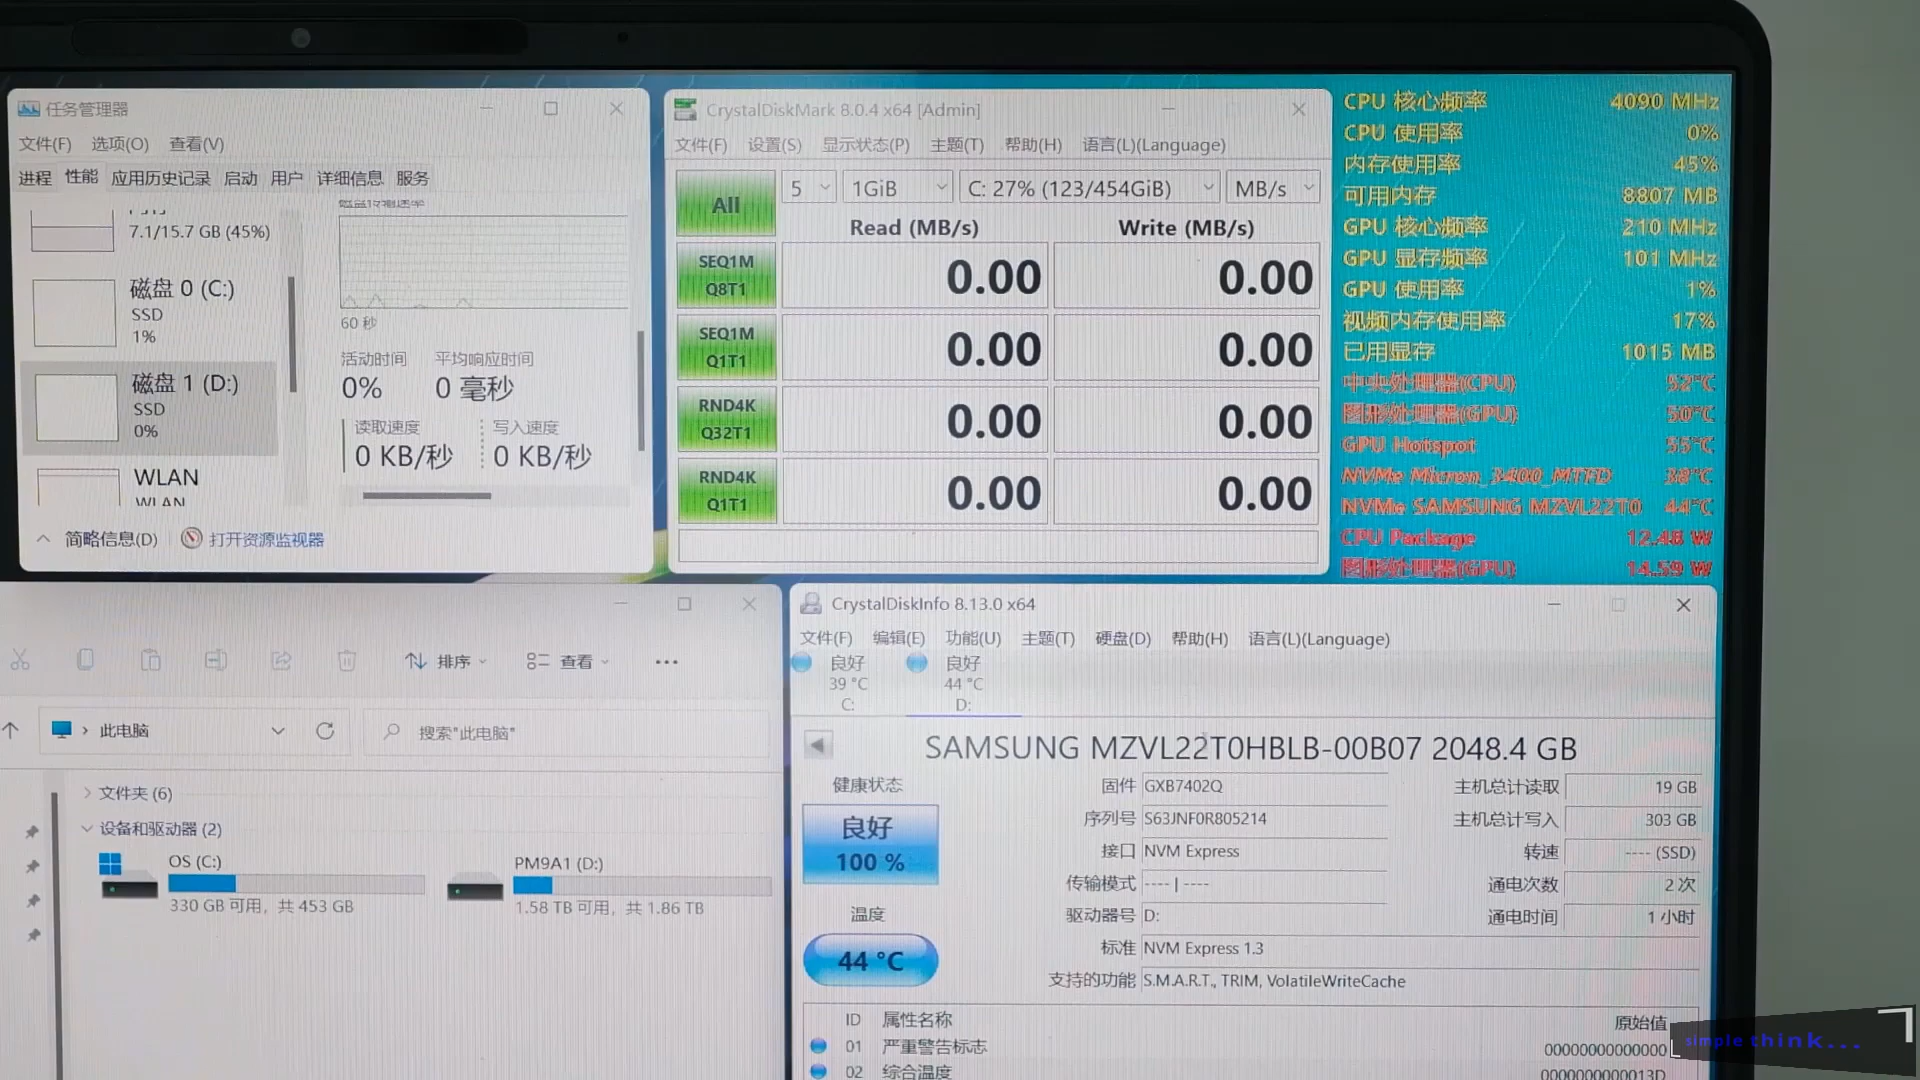 任务管理器
文件(F) 选项(O) 查看(V)
进程 性能 应用历史记录 启动 用户 详细信息 服务
7.1/15.7 GB (45%)
磁盘 0 (C:)
SSD
1%
磁盘 1 (D:)
SSD
0%
WLAN
WLAN
磁盘传输速率
60 秒
活动时间 平均响应时间
0% 0 毫秒
读取速度 写入速度
0 KB/秒 0 KB/秒
简略信息(D) 打开资源监视器
CrystalDiskMark 8.0.4 x64 [Admin]
文件(F) 设置(S) 显示状态(P) 主题(T) 帮助(H) 语言(L)(Language)
All 5 1GiB C: 27% (123/454GiB) MB/s
Read (MB/s) Write (MB/s)
SEQ1M
Q8T1 0.00 0.00
SEQ1M
Q1T1 0.00 0.00
RND4K
Q32T1 0.00 0.00
RND4K
Q1T1 0.00 0.00
CPU 核心频率 4090 MHz
CPU 使用率 0%
内存使用率 45%
可用内存 8807 MB
GPU 核心频率 210 MHz
GPU 显存频率 101 MHz
GPU 使用率 1%
视频内存使用率 17%
已用显存 1015 MB
中央处理器(CPU) 52°C
图形处理器(GPU) 50°C
GPU Hotspot 55°C
NVMe Micron_3400_MTFD 38°C
NVMe SAMSUNG MZVL22T0 44°C
CPU Package 12.48 W
图形处理器(GPU) 14.59 W
排序 查看
此电脑 搜索"此电脑"
文件夹 (6)
设备和驱动器 (2)
OS (C:)
330 GB 可用，共 453 GB
PM9A1 (D:)
1.58 TB 可用，共 1.86 TB
CrystalDiskInfo 8.13.0 x64
文件(F) 编辑(E) 功能(U) 主题(T) 硬盘(D) 帮助(H) 语言(L)(Language)
良好 良好
39 °C 44 °C
C: D:
SAMSUNG MZVL22T0HBLB-00B07 2048.4 GB
健康状态
良好
100 %
温度
44 °C
固件 GXB7402Q
序列号 S63JNF0R805214
接口 NVM Express
传输模式 ---- | ----
驱动器号 D:
标准 NVM Express 1.3
支持的功能 S.M.A.R.T., TRIM, VolatileWriteCache
主机总计读取 19 GB
主机总计写入 303 GB
转速 ---- (SSD)
通电次数 2 次
通电时间 1 小时
ID 属性名称 原始值
01 严重警告标志 00000000000000
02 综合温度 0000000000013D
simple think...